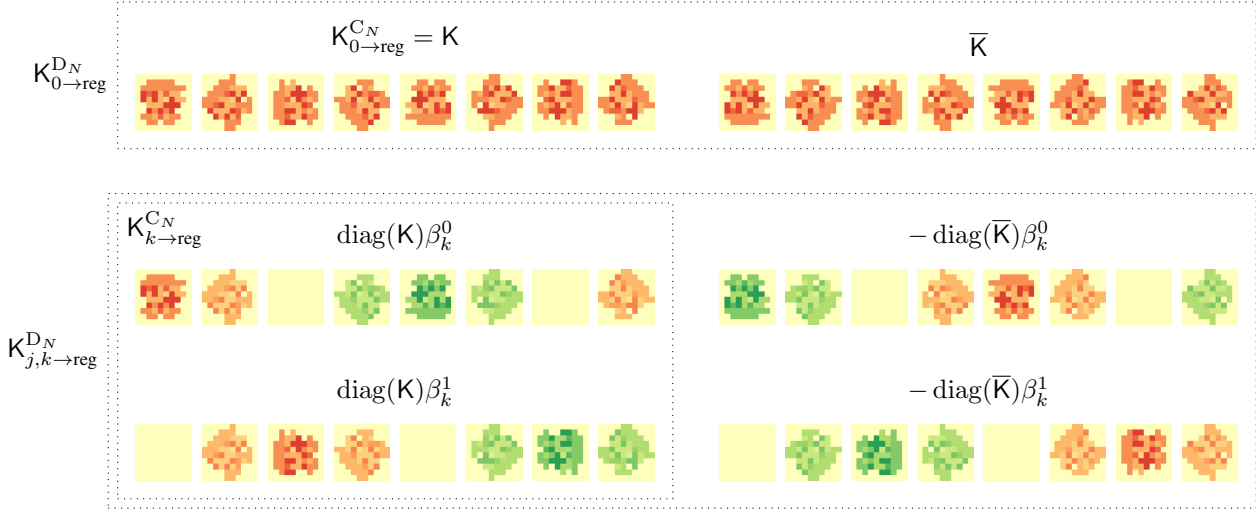 K^{C_N}_{0→reg} = K
K̅
K^{D_N}_{0→reg}
K^{C_N}_{k→reg}
diag(K)β^0_k
− diag(K̅)β^0_k
K^{D_N}_{j,k→reg}
diag(K)β^1_k
− diag(K̅)β^1_k